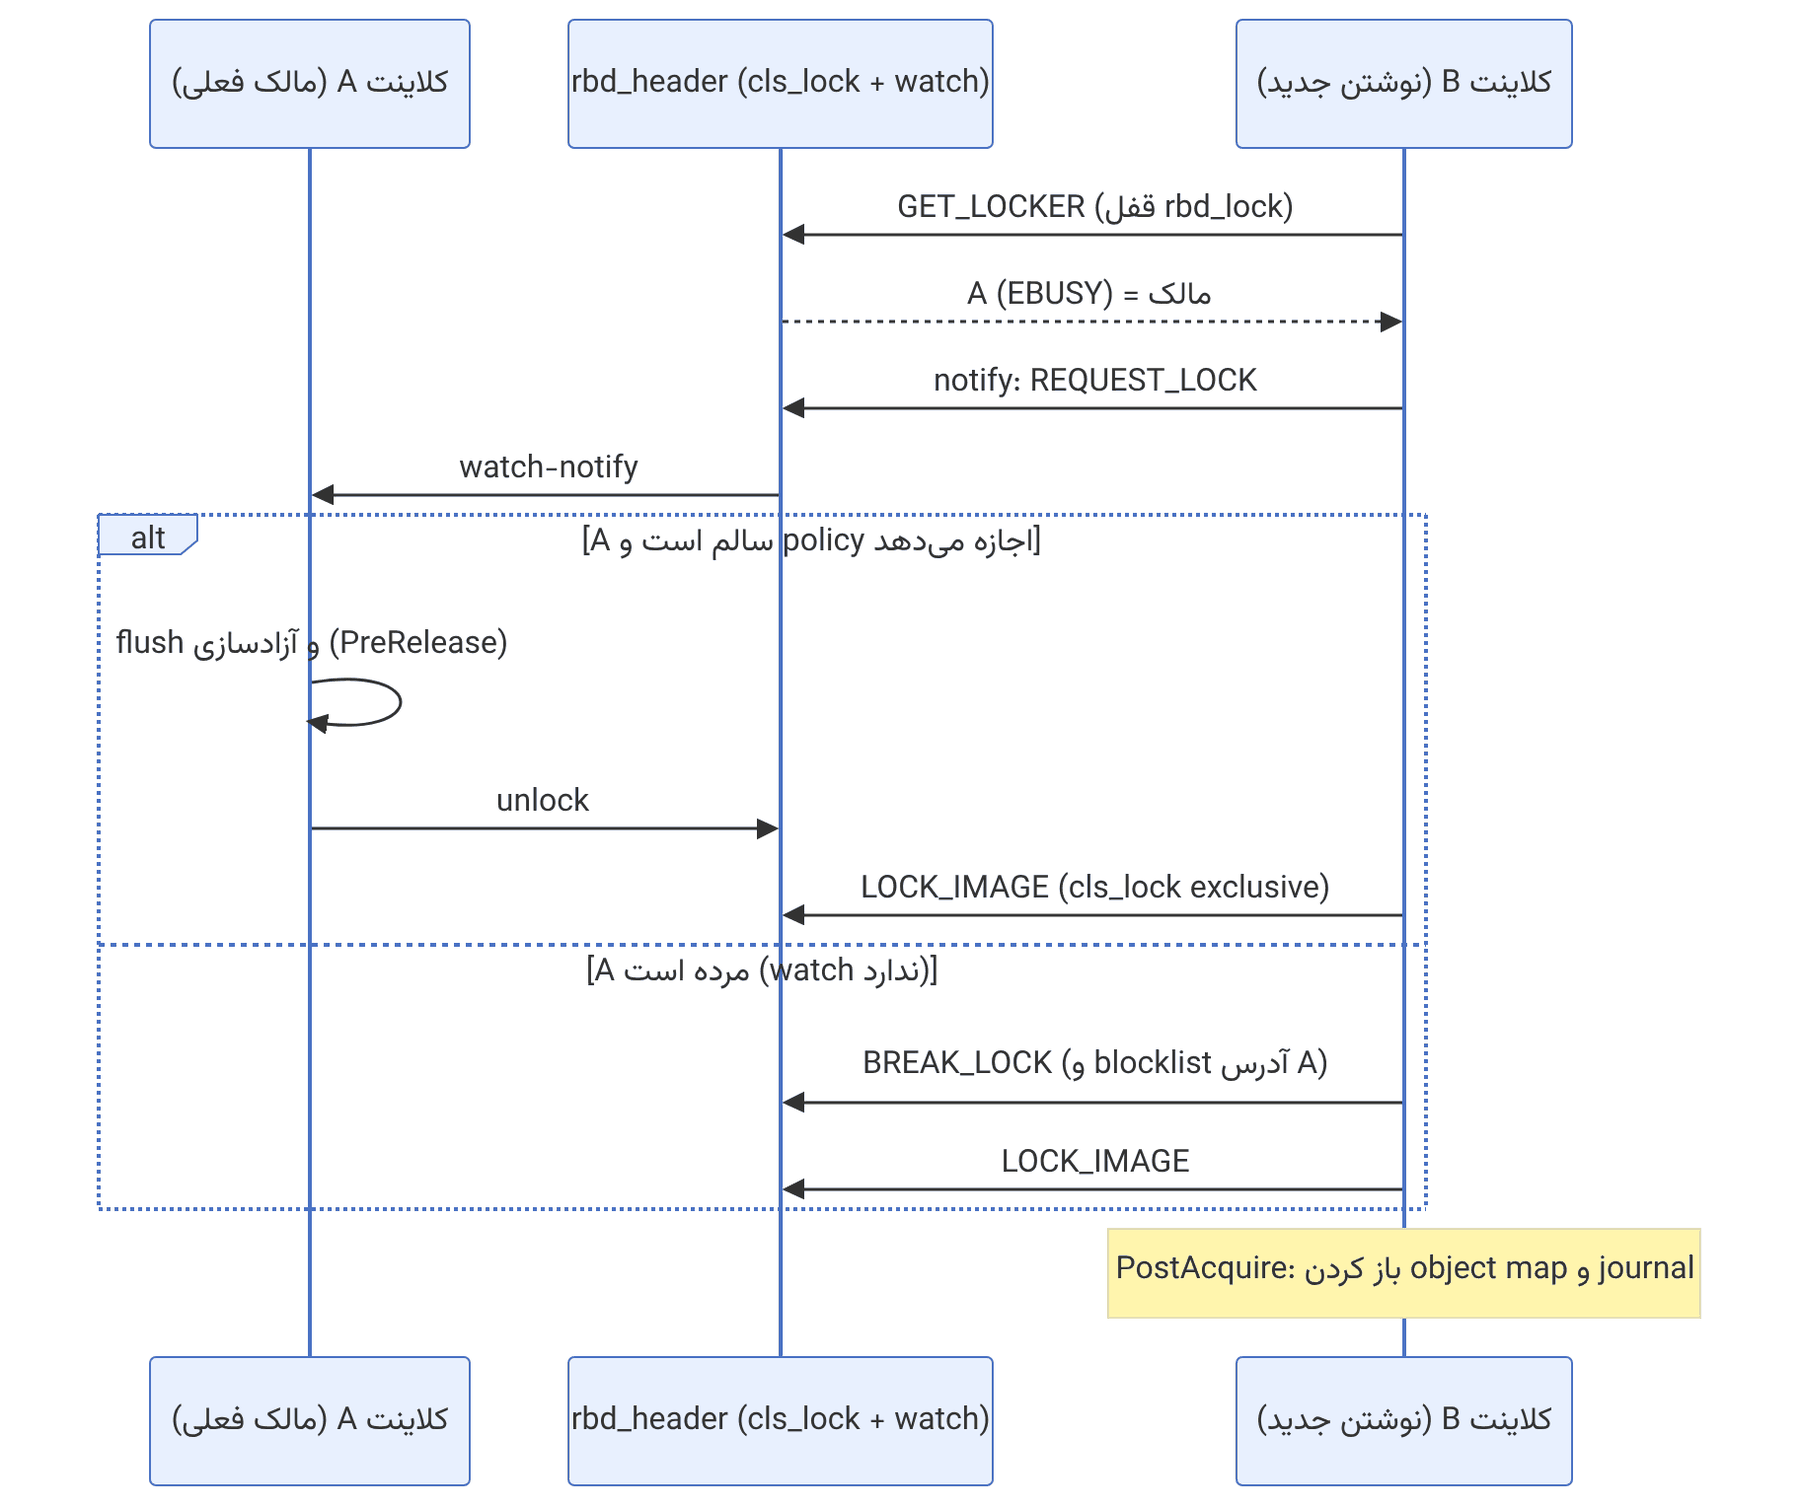 کلاینت A (مالک فعلی)
rbd_header (cls_lock + watch)
کلاینت B (نوشتن جدید)
GET_LOCKER (قفل rbd_lock)
A (EBUSY) = مالک
notify: REQUEST_LOCK
watch-notify
alt
[A سالم است و policy اجازه می‌دهد]
flush و آزادسازی (PreRelease)
unlock
LOCK_IMAGE (cls_lock exclusive)
[A مرده است (watch ندارد)]
BREAK_LOCK (و blocklist آدرس A)
LOCK_IMAGE
PostAcquire: باز کردن object map و journal
کلاینت A (مالک فعلی)
rbd_header (cls_lock + watch)
کلاینت B (نوشتن جدید)